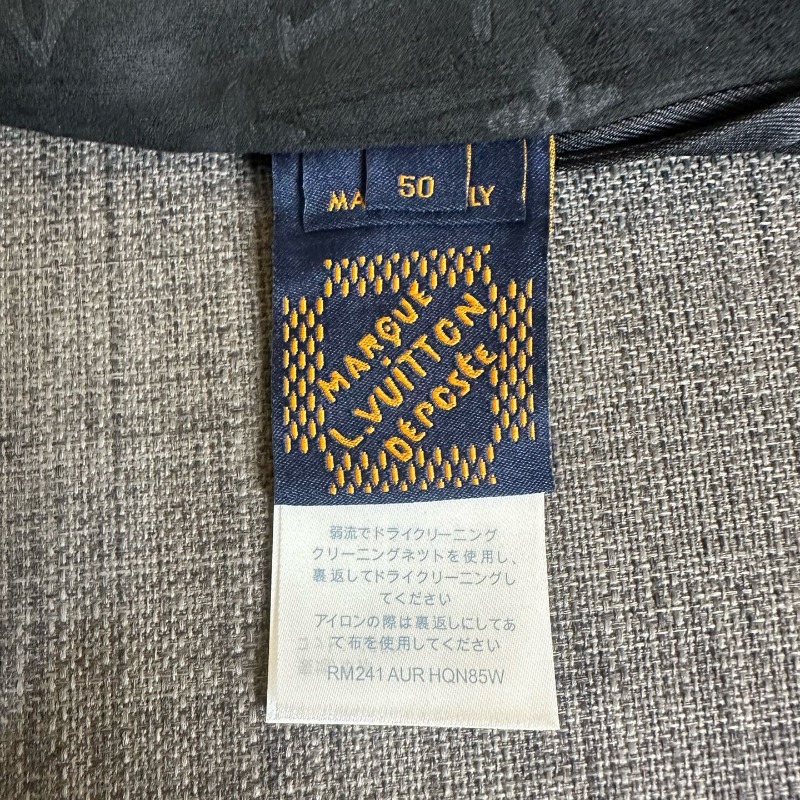 MA
50
LY
MARQUE
L.VUITTON
DÉPOSÉE
弱流でドライクリーニング
クリーニングネットを使用し、
裏返してドライクリーニングし
てください
アイロンの際は裏返しにしてあ
て布を使用してください
RM241 AUR HQN85W